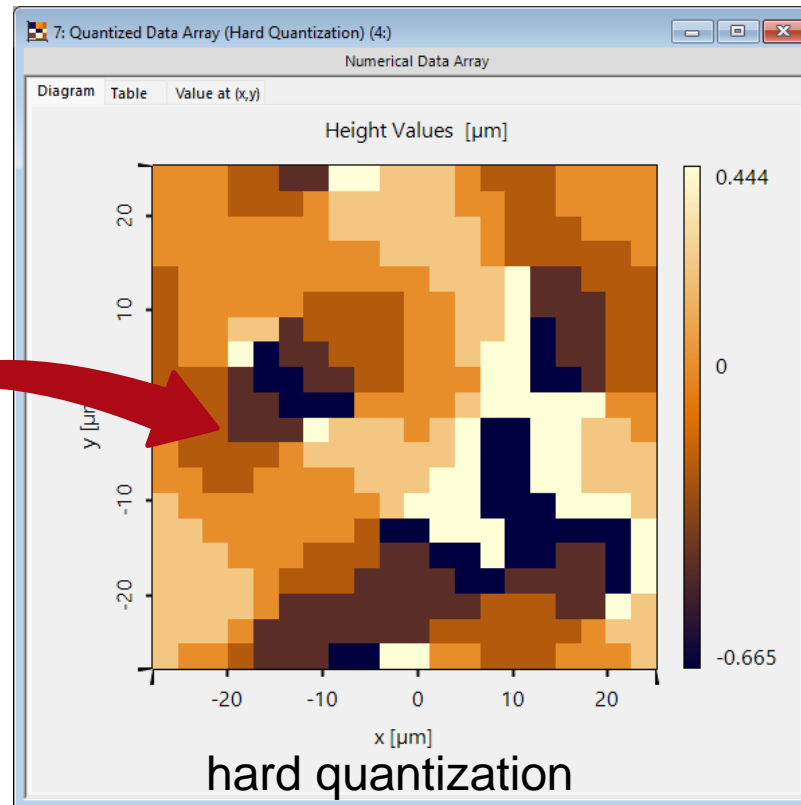 7: Quantized Data Array (Hard Quantization) (4:)
Numerical Data Array
Diagram Table Value at (x,y)
Height Values [µm]
0.444
0
-0.665
20
10
-10
-20
y [µm
-20 -10 0 10 20
x [µm]
hard quantization